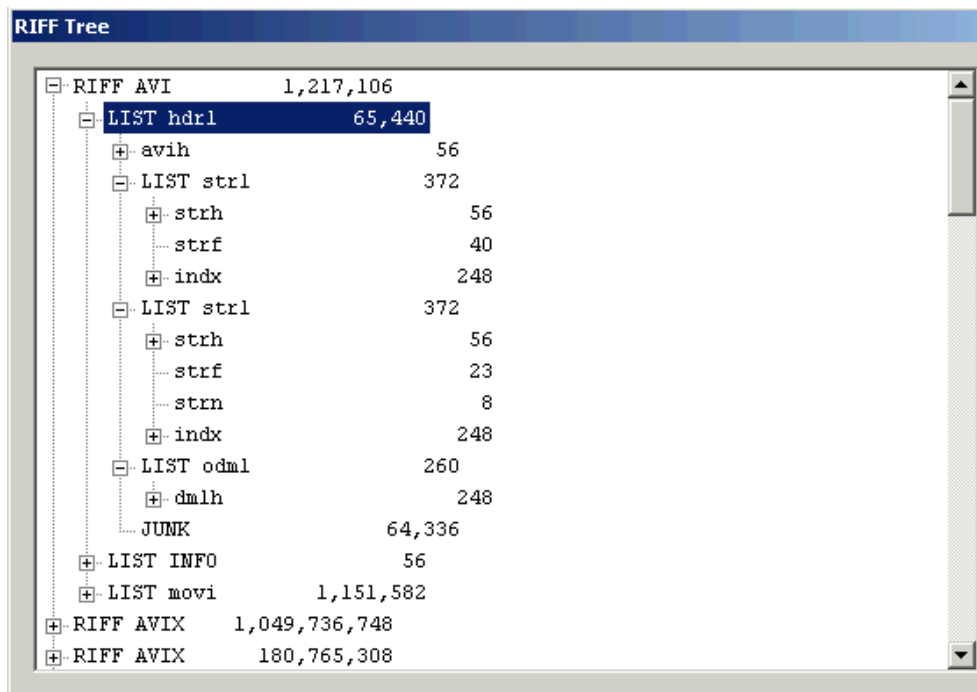 RIFF Tree
RIFF AVI 1,217,106
LIST hdrl 65,440
avih 56
LIST strl 372
strh 56
strf 40
indx 248
LIST strl 372
strh 56
strf 23
strn 8
indx 248
LIST odml 260
dmlh 248
JUNK 64,336
LIST INFO 56
LIST movi 1,151,582
RIFF AVIX 1,049,736,748
RIFF AVIX 180,765,308